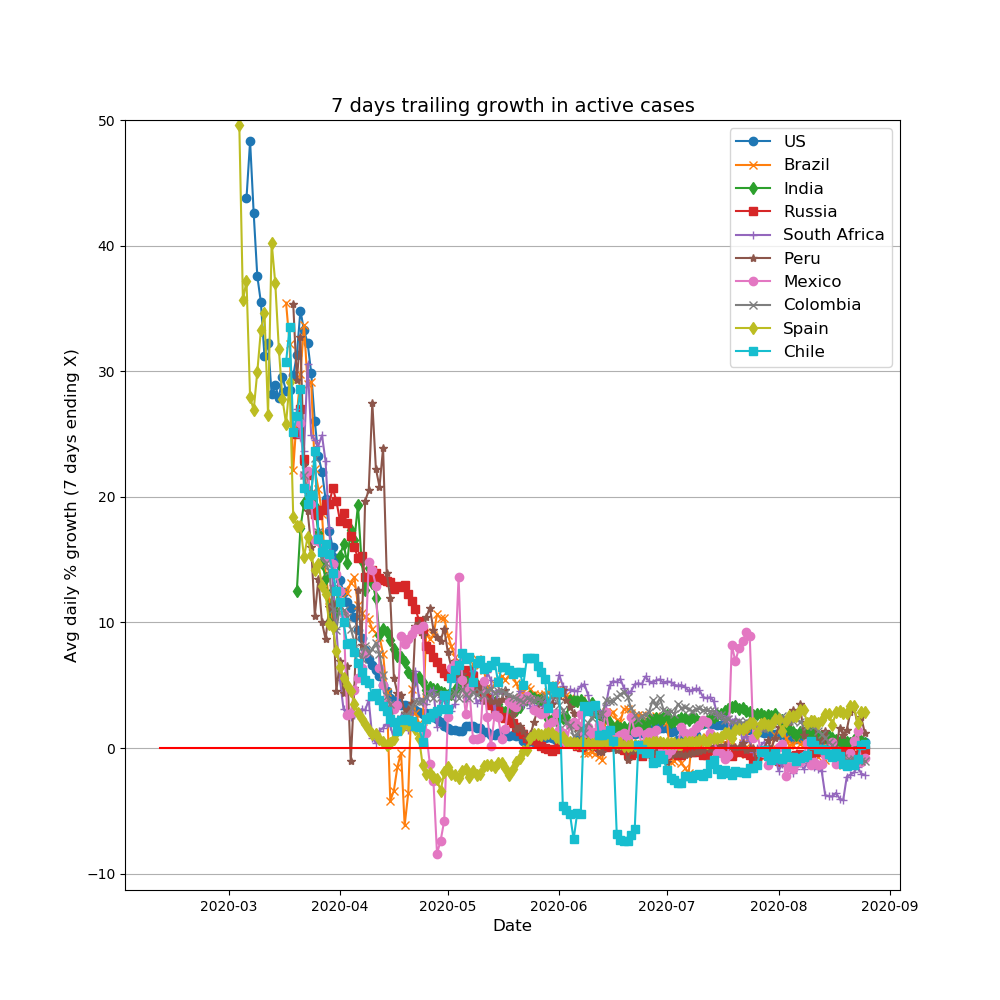 7 days trailing growth in active cases
Avg daily % growth (7 days ending X)
50
40
30
20
10
0
−10
US
Brazil
India
Russia
South Africa
Peru
Mexico
Colombia
Spain
Chile
2020-03
2020-04
2020-05
2020-06
2020-07
2020-08
2020-09
Date